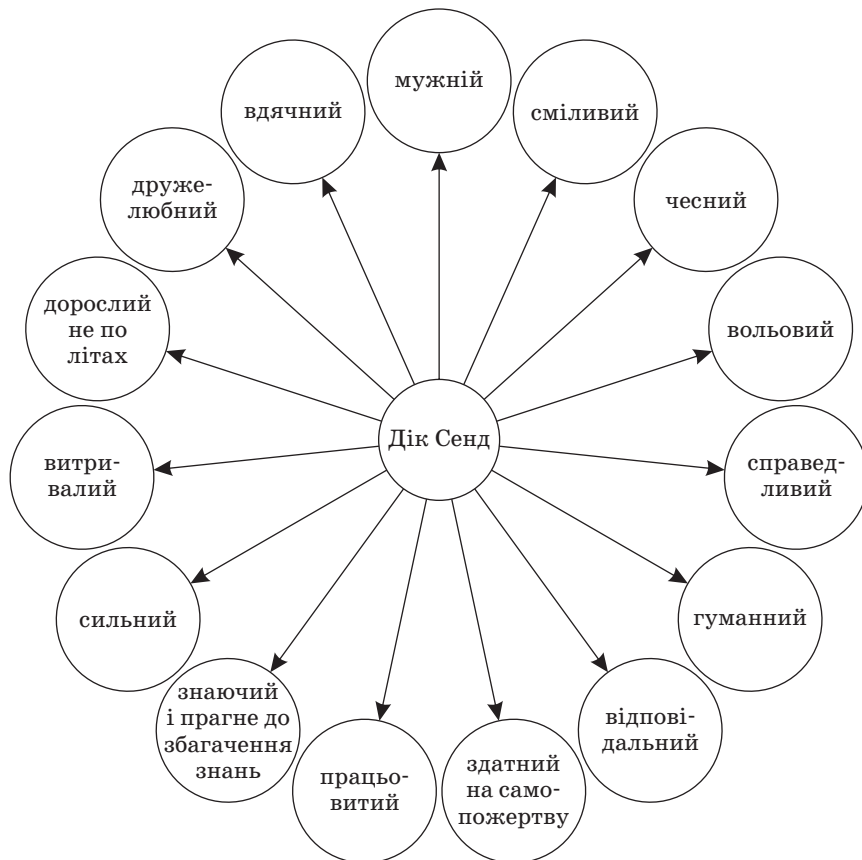 мужній
вдячний
сміливий
друже-
любний
чесний
дорослий
не по
літах
вольовий
Дік Сенд
витри-
валий
справед-
ливий
сильний
гуманний
знаючий
і прагне до
збагачення
знань
відпові-
дальний
працьо-
витий
здатний
на само-
пожертву